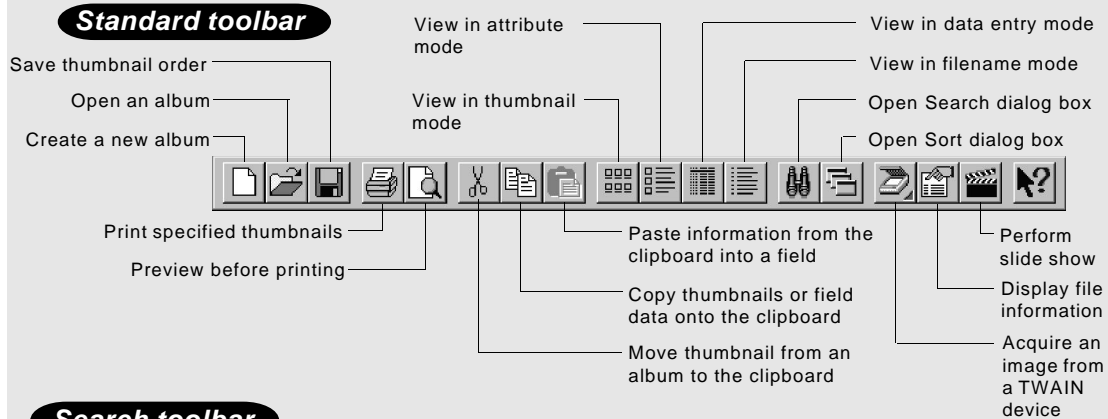 Standard toolbar
View in attribute
mode
View in data entry mode
Save thumbnail order
View in filename mode
Open an album
View in thumbnail
mode
Open Search dialog box
Create a new album
Open Sort dialog box
Print specified thumbnails
Preview before printing
Paste information from the
clipboard into a field
Perform
slide show
Copy thumbnails or field
data onto the clipboard
Display file
information
Move thumbnail from an
album to the clipboard
Acquire an
image from
a TWAIN
device
Search toolbar